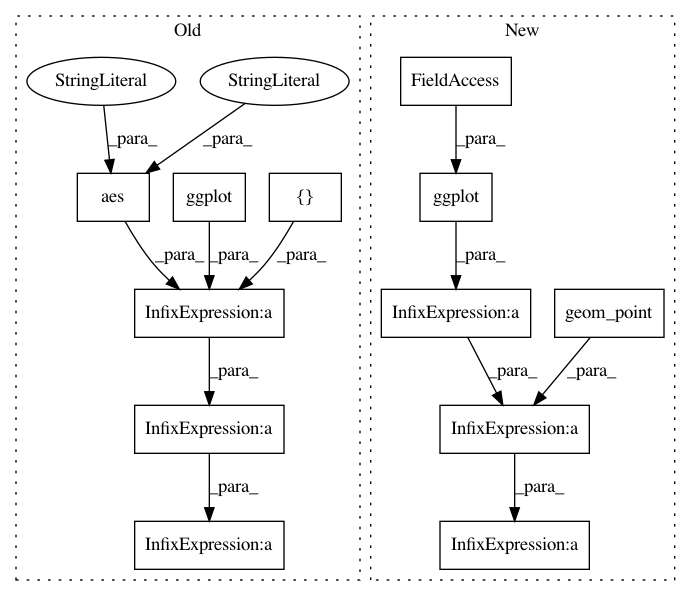 Old
New
StringLiteral
StringLiteral
FieldAccess
_para_
_para_
_para_
aes
ggplot
{}
ggplot
_para_
_para_
_para_
_para_
InfixExpression:a
InfixExpression:a
geom_point
_para_
_para_
_para_
InfixExpression:a
InfixExpression:a
_para_
_para_
InfixExpression:a
InfixExpression:a